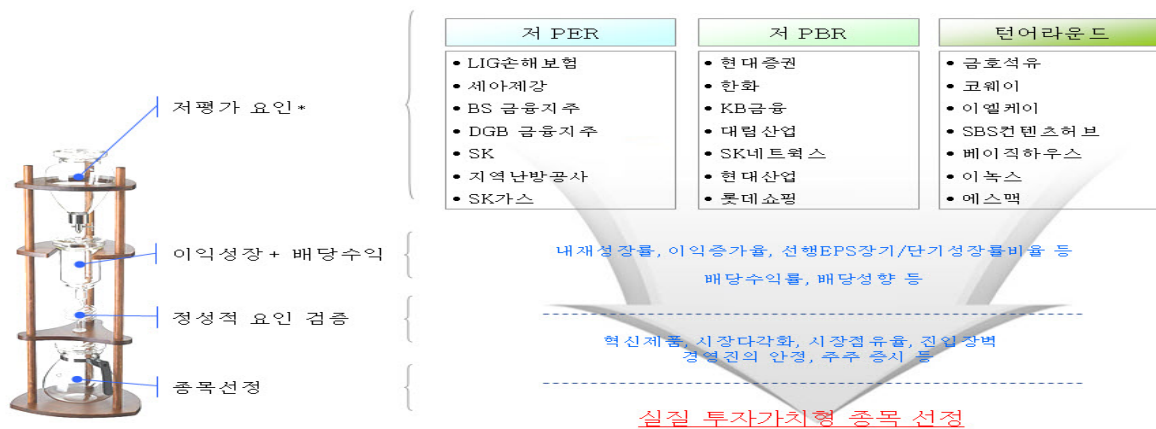 저 PER
저 PBR
턴어라운드
• LIG손해보험
• 세아제강
• BS 금융지주
• DGB 금융지주
• SK
• 지역난방공사
• SK가스
• 현대증권
• 한화
• KB금융
• 대림산업
• SK네트웍스
• 현대산업
• 롯데쇼핑
• 금호석유
• 코웨이
• 이엘케이
• SBS컨텐츠허브
• 베이직하우스
• 이녹스
• 에스맥
저평가 요인*
이익성장 + 배당수익
내재성장률, 이익증가율, 선행EPS장기/단기성장률비율 등
배당수익률, 배당성향 등
정성적 요인 검증
혁신제품, 시장다각화, 시장점유율, 진입장벽
경영진의 안정, 주주 중시 등
종목선정
실질 투자가치형 종목 선정